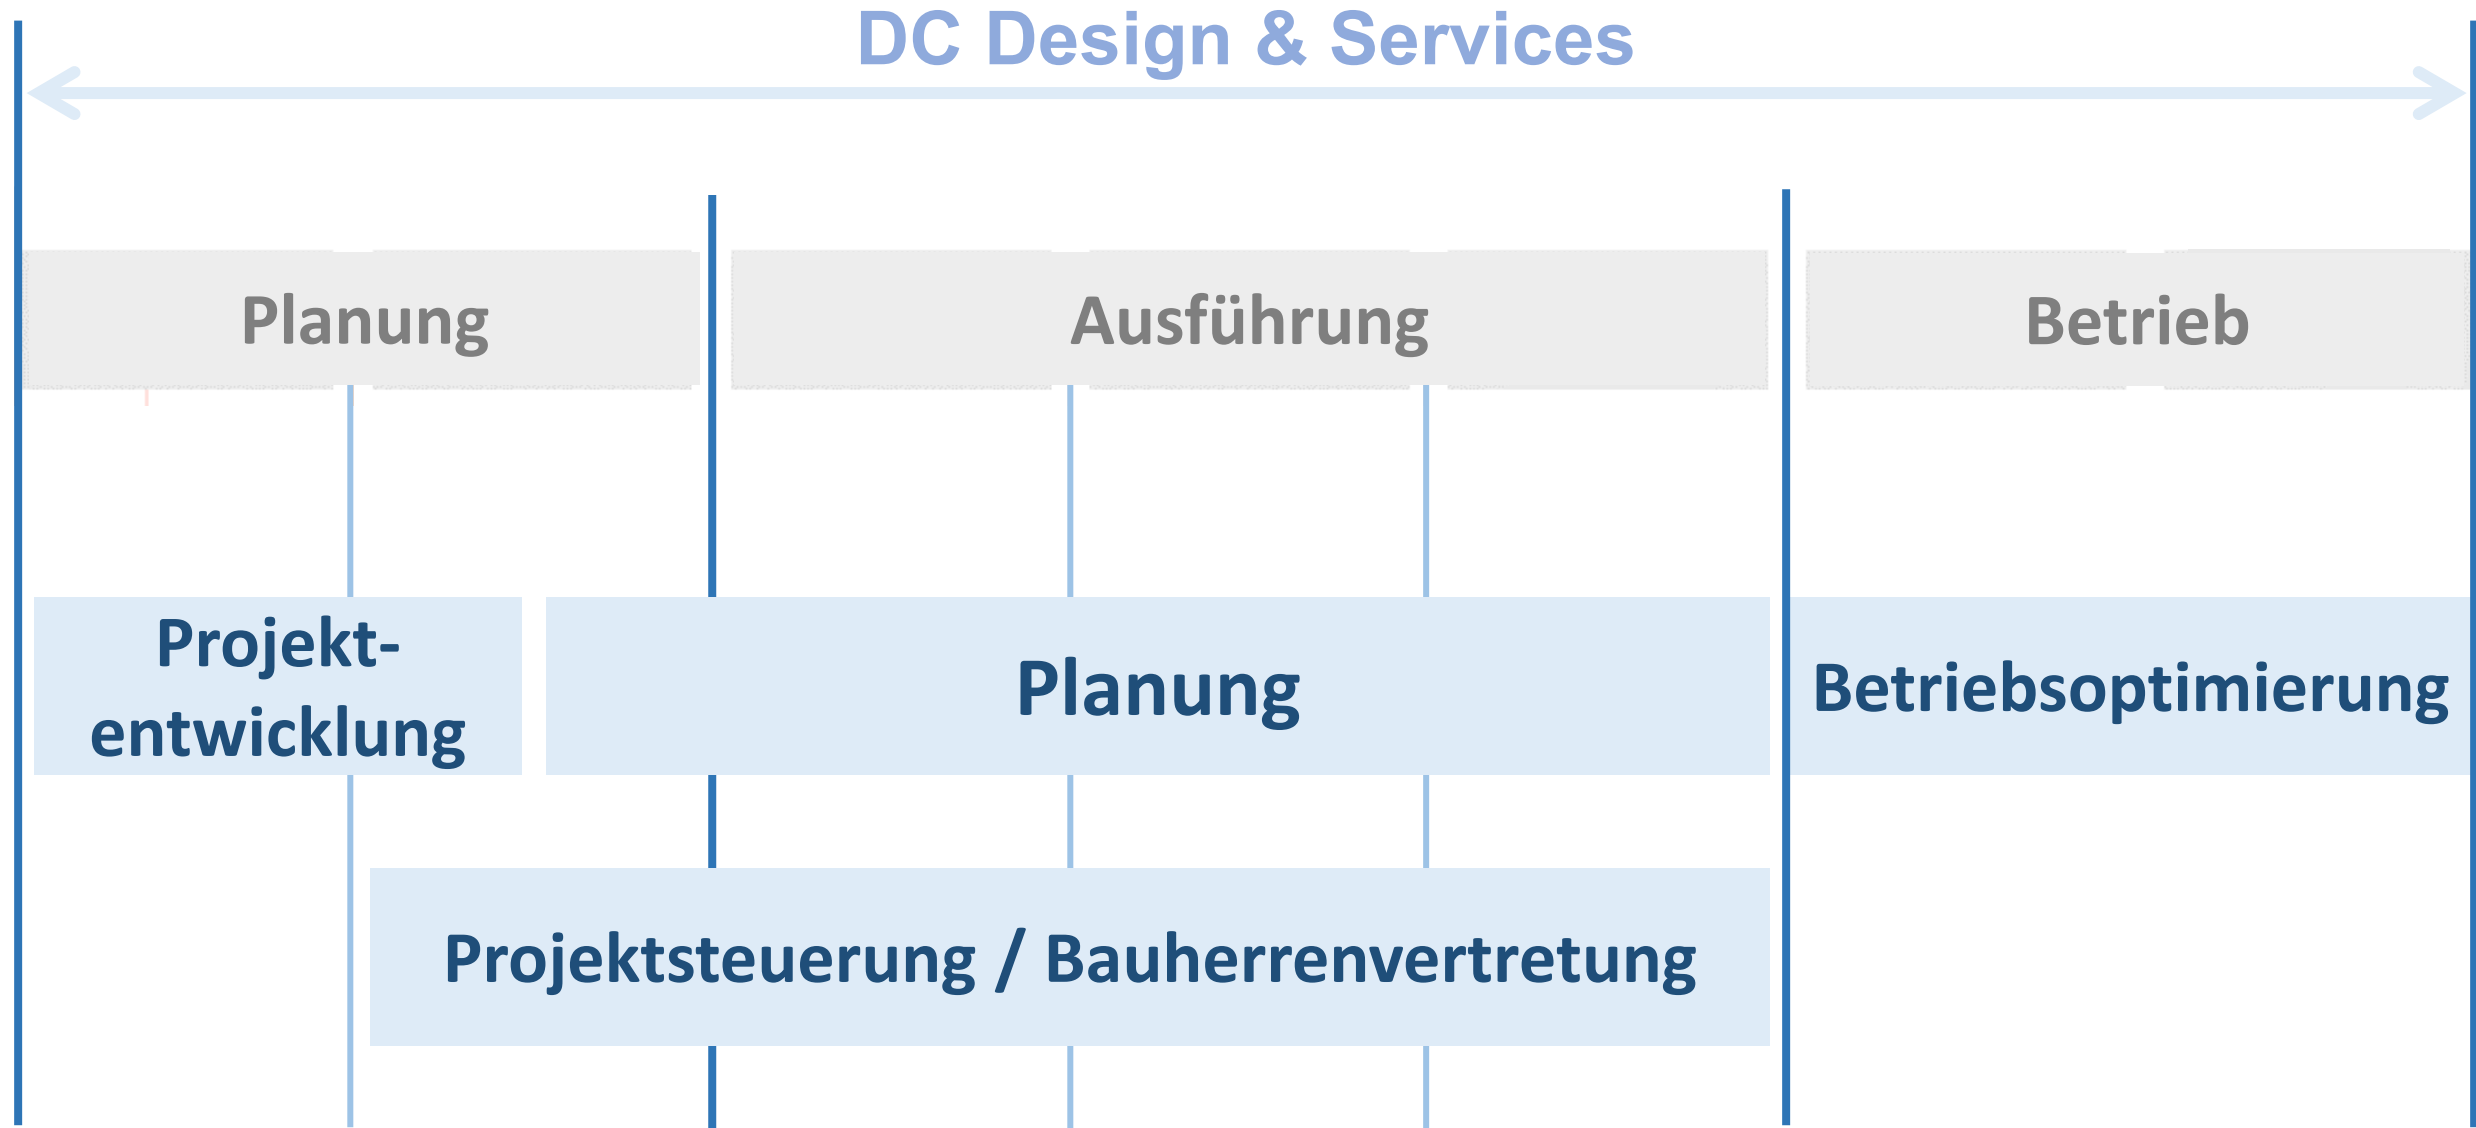 DC Design & Services
Planung
Ausführung
Betrieb
Projekt-
entwicklung
Planung
Betriebsoptimierung
Projektsteuerung / Bauherrenvertretung